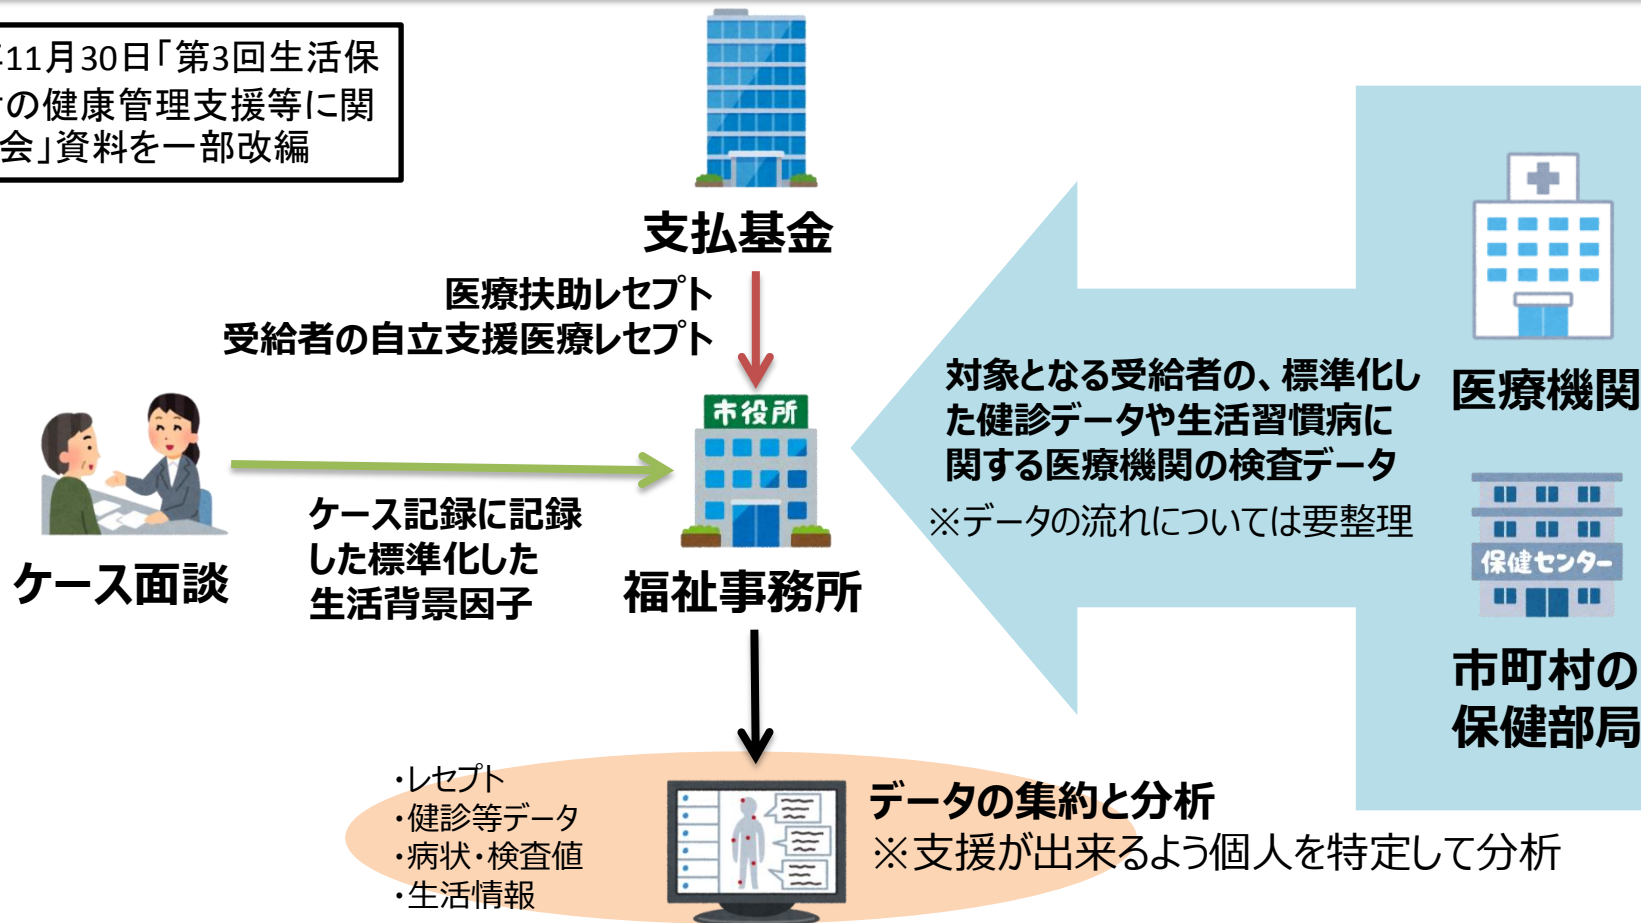 年11月30日「第3回生活保
の健康管理支援等に関
会」資料を一部改編
支払基金
医療扶助レセプト
受給者の自立支援医療レセプト
市役所
福祉事務所
ケース面談
ケース記録に記録
した標準化した
生活背景因子
対象となる受給者の、標準化し
た健診データや生活習慣病に
関する医療機関の検査データ
※データの流れについては要整理
医療機関
保健センター
市町村の
保健部局
・レセプト
・健診等データ
・病状・検査値
・生活情報
データの集約と分析
※支援が出来るよう個人を特定して分析